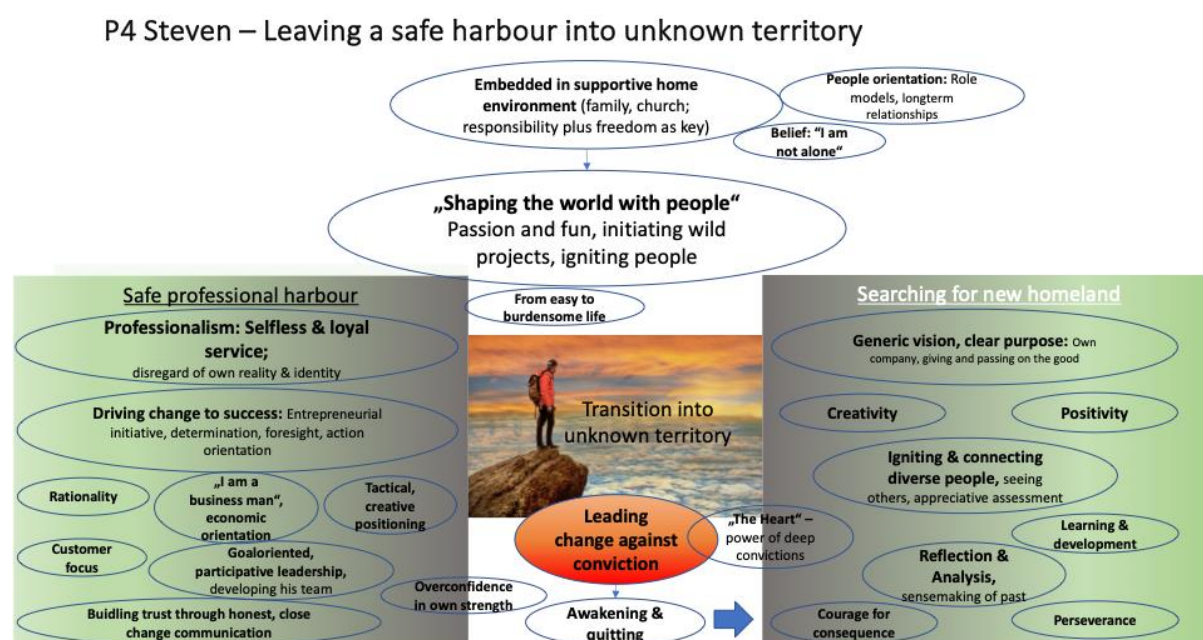 P4 Steven – Leaving a safe harbour into unknown territory
Embedded in supportive home
environment (family, church;
responsibility plus freedom as key)
People orientation: Role
models, longterm
relationships
Belief: “I am
not alone“
„Shaping the world with people“
Passion and fun, initiating wild
projects, igniting people
From easy to
burdensome life
Safe professional harbour
Professionalism: Selfless & loyal
service;
disregard of own reality & identity
Driving change to success: Entrepreneurial
initiative, determination, foresight, action
orientation
Rationality
„I am a
business man“,
economic
orientation
Tactical,
creative
positioning
Customer
focus
Goaloriented,
participative leadership,
developing his team
Buidling trust through honest, close
change communication
Overconfidence
in own strength
Transition into
unknown territory
Leading
change against
conviction
„The Heart“ –
power of deep
convictions
Awakening &
quitting
Searching for new homeland
Generic vision, clear purpose: Own
company, giving and passing on the good
Creativity
Positivity
Igniting & connecting
diverse people, seeing
others, appreciative assessment
Learning &
development
Reflection &
Analysis,
sensemaking of past
Courage for
consequence
Perseverance